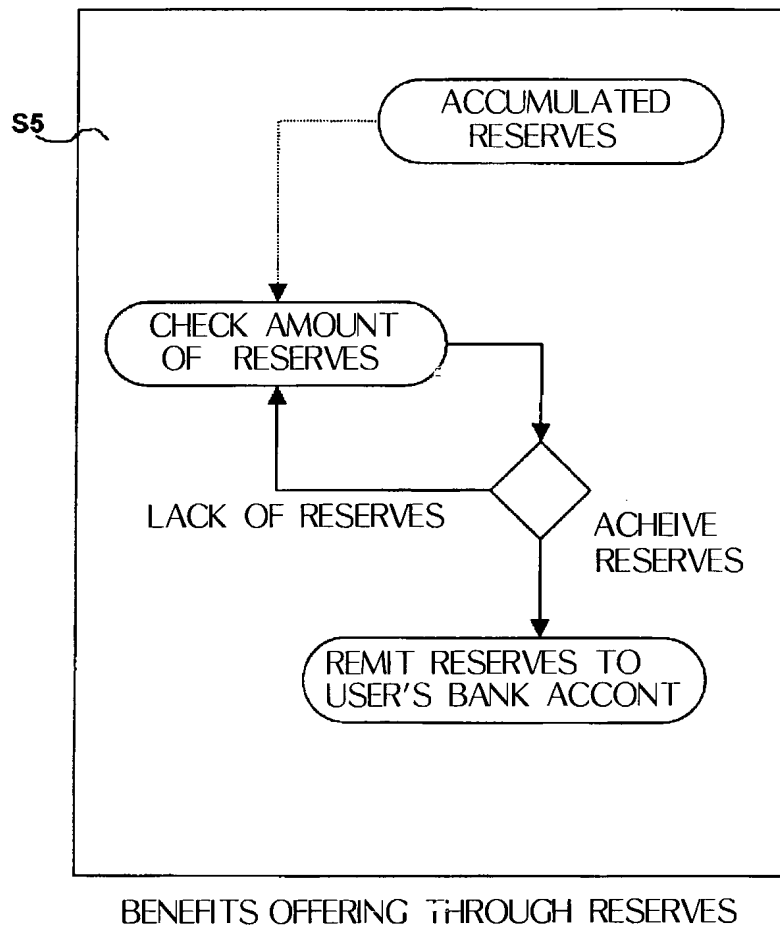 S5
ACCUMULATED
RESERVES
CHECK AMOUNT
OF RESERVES
LACK OF RESERVES
ACHEIVE
RESERVES
REMIT RESERVES TO
USER'S BANK ACCONT
BENEFITS OFFERING THROUGH RESERVES